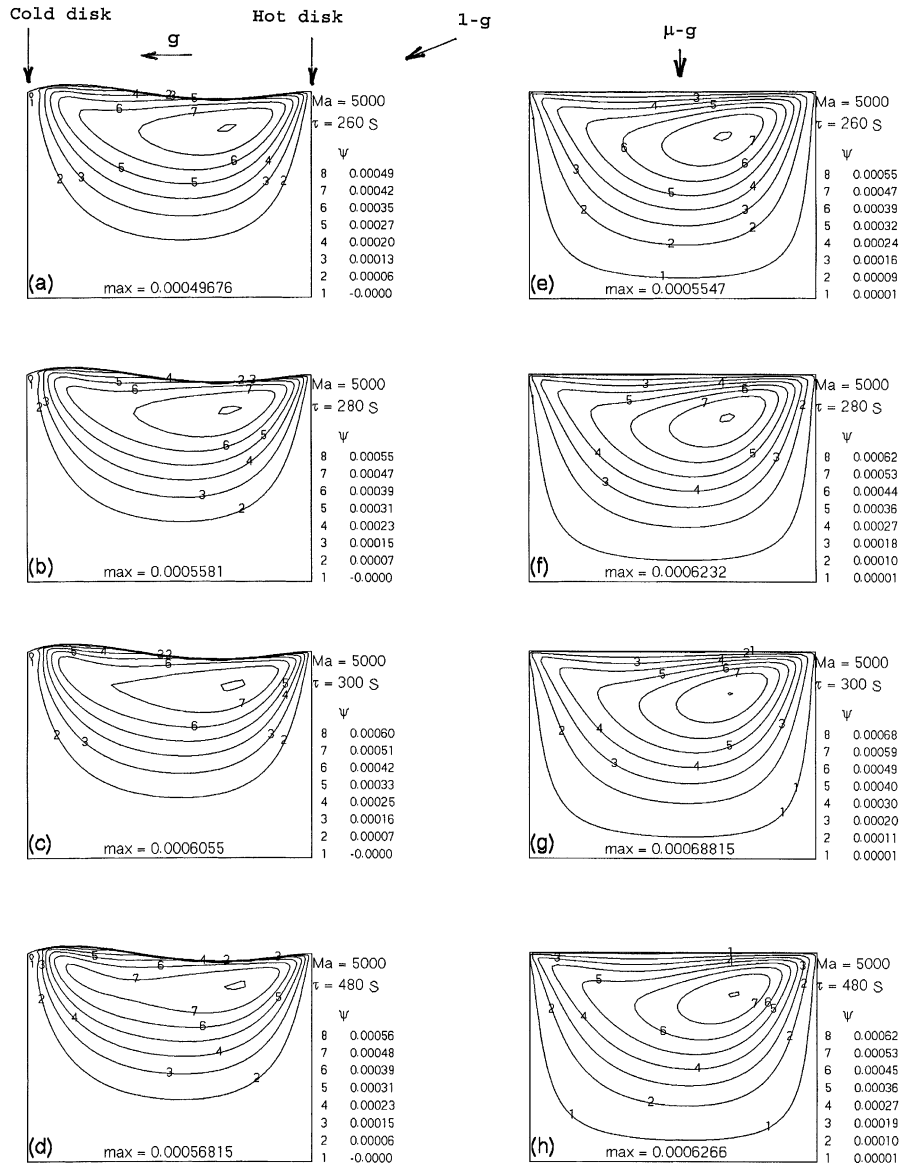 Cold disk
Hot disk
g
1-g
μ-g
Ma = 5000
τ = 260 S
ψ
8 0.00049
7 0.00042
6 0.00035
5 0.00027
4 0.00020
3 0.00013
2 0.00006
1 -0.0000
(a)
max = 0.00049676
Ma = 5000
τ = 260 S
ψ
8 0.00055
7 0.00047
6 0.00039
5 0.00032
4 0.00024
3 0.00016
2 0.00009
1 0.00001
(e)
max = 0.0005547
Ma = 5000
τ = 280 S
ψ
8 0.00055
7 0.00047
6 0.00039
5 0.00031
4 0.00023
3 0.00015
2 0.00007
1 -0.0000
(b)
max = 0.0005581
Ma = 5000
τ = 280 S
ψ
8 0.00062
7 0.00053
6 0.00044
5 0.00036
4 0.00027
3 0.00018
2 0.00010
1 0.00001
(f)
max = 0.0006232
Ma = 5000
τ = 300 S
ψ
8 0.00060
7 0.00051
6 0.00042
5 0.00033
4 0.00025
3 0.00016
2 0.00007
1 -0.0000
(c)
max = 0.0006055
Ma = 5000
τ = 300 S
ψ
8 0.00068
7 0.00059
6 0.00049
5 0.00040
4 0.00030
3 0.00020
2 0.00011
1 0.00001
(g)
max = 0.00068815
Ma = 5000
τ = 480 S
ψ
8 0.00056
7 0.00048
6 0.00039
5 0.00031
4 0.00023
3 0.00015
2 0.00006
1 -0.0000
(d)
max = 0.00056815
Ma = 5000
τ = 480 S
ψ
8 0.00062
7 0.00053
6 0.00045
5 0.00036
4 0.00027
3 0.00019
2 0.00010
1 0.00001
(h)
max = 0.0006266